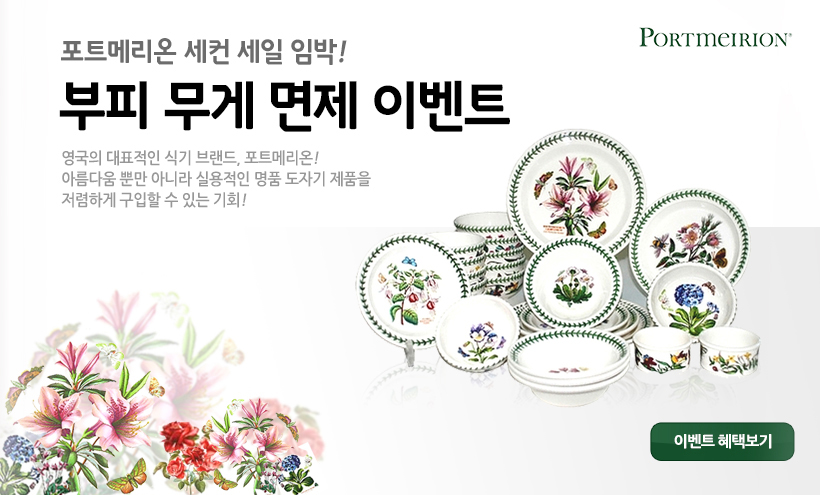 포트메리온 세컨 세일 임박!
PORTMEIRION®
부피 무게 면제 이벤트
영국의 대표적인 식기 브랜드, 포트메리온!
아름다움 뿐만 아니라 실용적인 명품 도자기 제품을
저렴하게 구입할 수 있는 기회!
이벤트 혜택보기